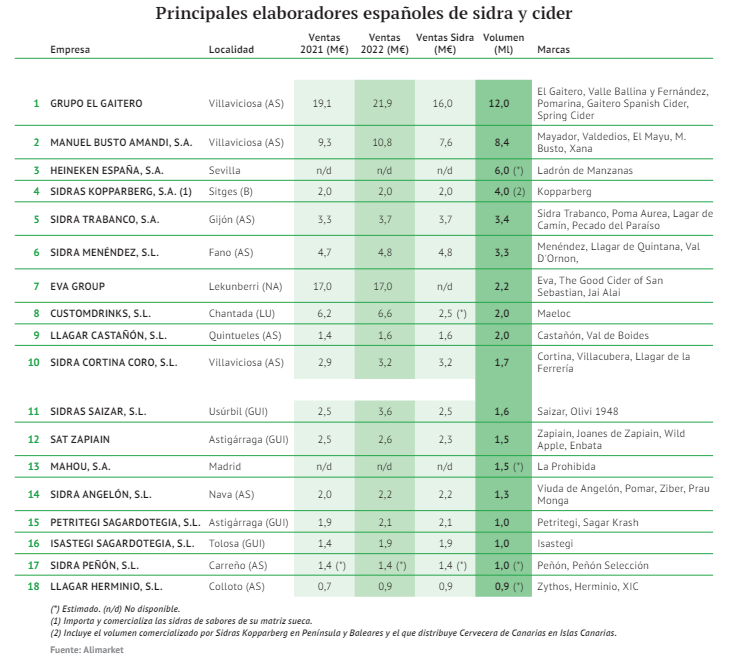 Principales elaboradores españoles de sidra y cider
Empresa Localidad Ventas 2021 (M€) Ventas 2022 (M€) Ventas Sidra (M€) Volumen (Ml) Marcas
1 GRUPO EL GAITERO Villaviciosa (AS) 19,1 21,9 16,0 12,0 El Gaitero, Valle Ballina y Fernández,
Pomarina, Gaitero Spanish Cider,
Spring Cider
2 MANUEL BUSTO AMANDI, S.A. Villaviciosa (AS) 9,3 10,8 7,6 8,4 Mayador, Valdedios, El Mayu, M.
Busto, Xana
3 HEINEKEN ESPAÑA, S.A. Sevilla n/d n/d n/d 6,0 (*) Ladrón de Manzanas
4 SIDRAS KOPPARBERG, S.A. (1) Sitges (B) 2,0 2,0 2,0 4,0 (2) Kopparberg
5 SIDRA TRABANCO, S.A. Gijón (AS) 3,3 3,7 3,7 3,4 Sidra Trabanco, Poma Aurea, Lagar de
Camín, Pecado del Paraíso
6 SIDRA MENÉNDEZ, S.L. Fano (AS) 4,7 4,8 4,8 3,3 Menéndez, Llagar de Quintana, Val
D'Ornon,
7 EVA GROUP Lekunberri (NA) 17,0 17,0 n/d 2,2 Eva, The Good Cider of San
Sebastian, Jai Alai
8 CUSTOMDRINKS, S.L. Chantada (LU) 6,2 6,6 2,5 (*) 2,0 Maeloc
9 LLAGAR CASTAÑÓN, S.L. Quintueles (AS) 1,4 1,6 1,6 2,0 Castañón, Val de Boides
10 SIDRA CORTINA CORO, S.L. Villaviciosa (AS) 2,9 3,2 3,2 1,7 Cortina, Villacubera, Llagar de la
Ferrería
11 SIDRAS SAIZAR, S.L. Usúrbil (GUI) 2,5 3,6 2,5 1,6 Saizar, Olivi 1948
12 SAT ZAPIAIN Astigárraga (GUI) 2,5 2,6 2,3 1,5 Zapiain, Joanes de Zapiain, Wild
Apple, Enbata
13 MAHOU, S.A. Madrid n/d n/d n/d 1,5 (*) La Prohibida
14 SIDRA ANGELÓN, S.L. Nava (AS) 2,0 2,2 2,2 1,3 Viuda de Angelón, Pomar, Ziber, Prau
Monga
15 PETRITEGI SAGARDOTEGIA, S.L. Astigárraga (GUI) 1,9 2,1 2,1 1,0 Petritegi, Sagar Krash
16 ISASTEGI SAGARDOTEGIA, S.L. Tolosa (GUI) 1,4 1,9 1,9 1,0 Isastegi
17 SIDRA PEÑÓN, S.L. Carreño (AS) 1,4 (*) 1,4 (*) 1,4 (*) 1,0 (*) Peñón, Peñón Selección
18 LLAGAR HERMINIO, S.L. Colloto (AS) 0,7 0,9 0,9 0,9 (*) Zythos, Herminio, XIC
(*) Estimado. (n/d) No disponible.
(1) Importa y comercializa las sidras de sabores de su matriz sueca.
(2) Incluye el volumen comercializado por Sidras Kopparberg en Península y Baleares y el que distribuye Cervecera de Canarias en Islas Canarias.
Fuente: Alimarket